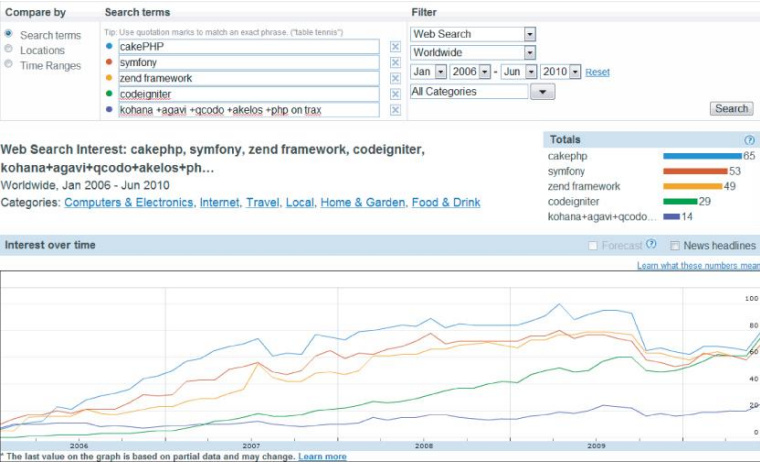 Compare by
Search terms
Filter
Search terms
Locations
Time Ranges
Tip: Use quotation marks to match an exact phrase. ("table tennis")
cakePHP
symfony
zend framework
codeigniter
kohana +agavi +qcodo +akelos +php on trax
Web Search
Worldwide
Jan 2006 - Jun 2010 Reset
All Categories
Search
Web Search Interest: cakephp, symfony, zend framework, codeigniter,
kohana+agavi+qcodo+akelos+ph...
Worldwide, Jan 2006 - Jun 2010
Categories: Computers & Electronics, Internet, Travel, Local, Home & Garden, Food & Drink
Totals
cakephp 65
symfony 53
zend framework 49
codeigniter 29
kohana+agavi+qcodo... 14
Interest over time
Forecast
News headlines
Learn what these numbers mean
100
80
60
40
20
0
2006
2007
2008
2009
* The last value on the graph is based on partial data and may change. Learn more